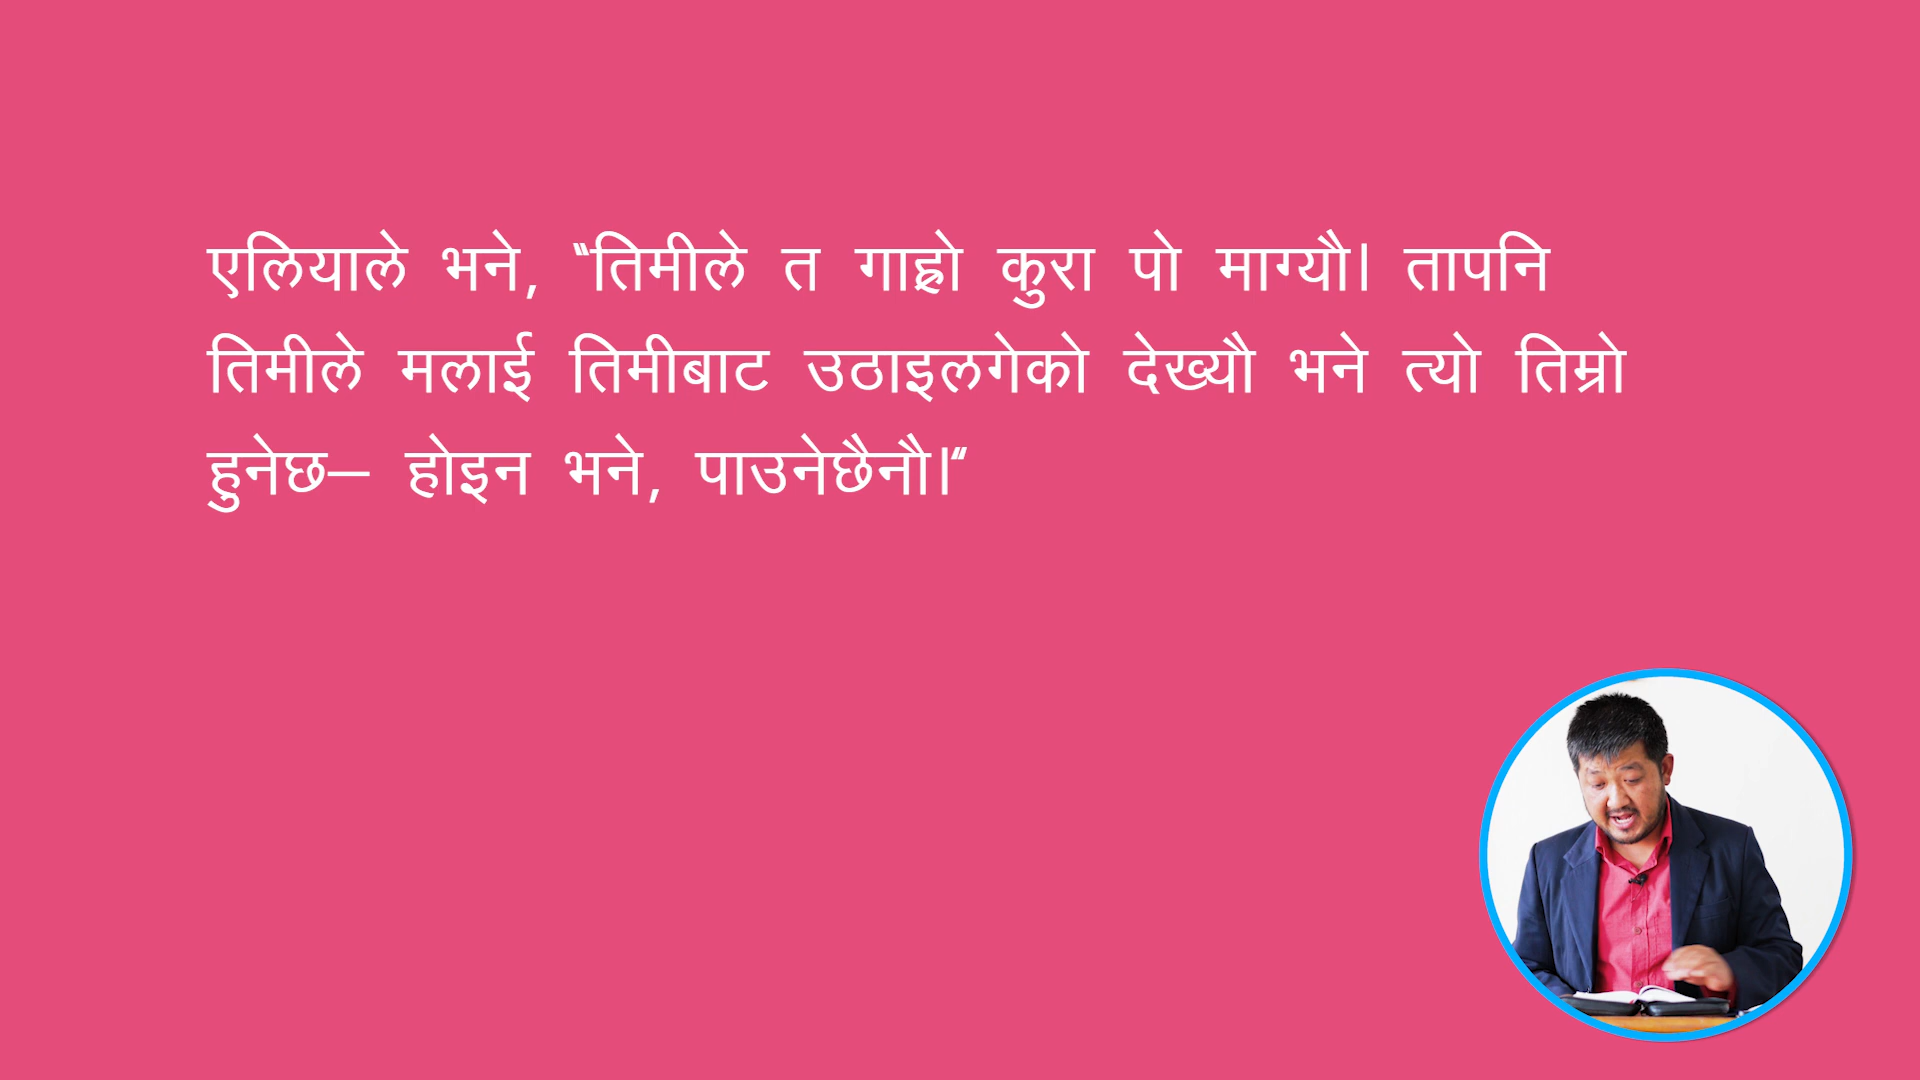 एलियाले भने, “तिमीले त गाह्रो कुरा पो माग्यौ। तापनि
तिमीले मलाई तिमीबाट उठाइलगेको देख्यौ भने त्यो तिम्रो
हुनेछ— होइन भने, पाउनेछैनौ।”